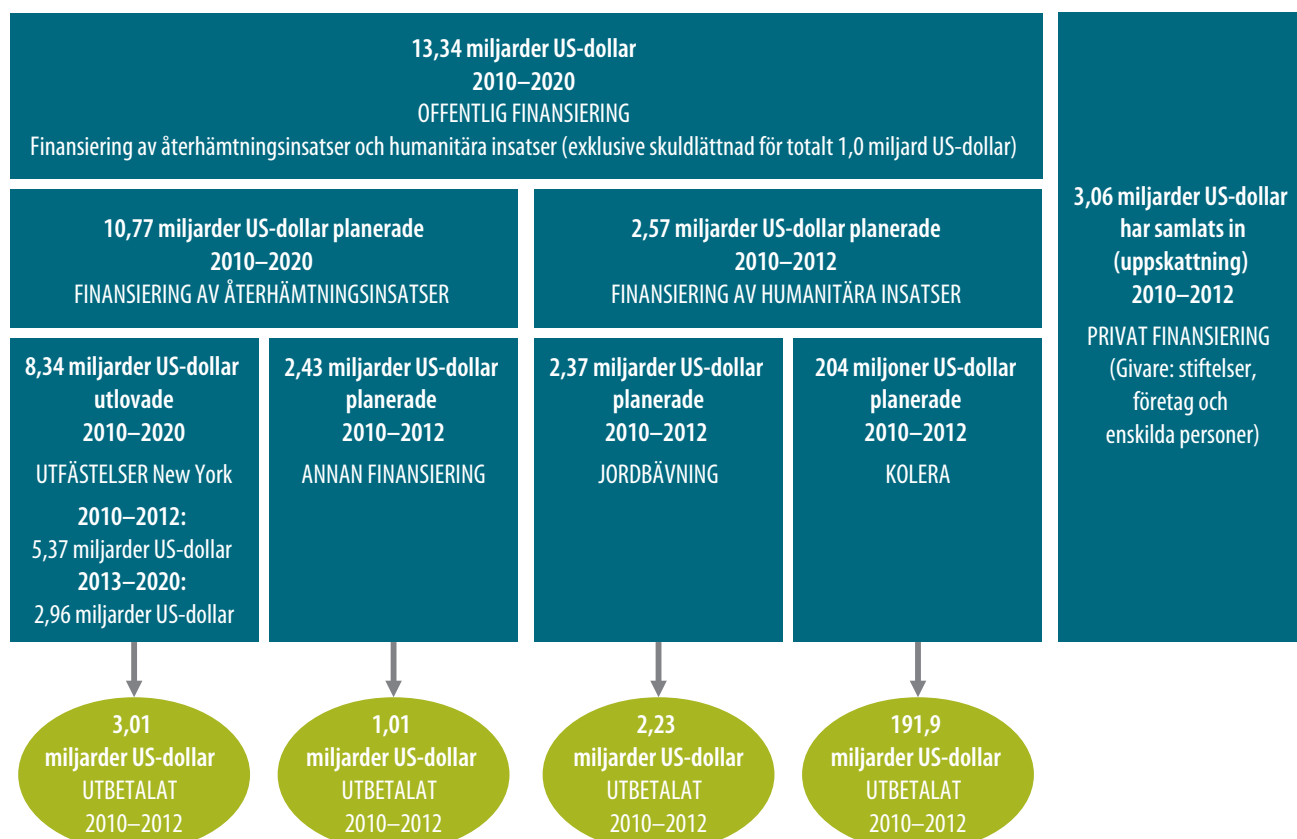 13,34 miljarder US-dollar
2010–2020
OFFENTLIG FINANSIERING
Finansiering av återhämtningsinsatser och humanitära insatser (exklusive skuldlättnad för totalt 1,0 miljard US-dollar)
10,77 miljarder US-dollar planerade
2010–2020
FINANSIERING AV ÅTERHÄMTNINGSINSATSER
2,57 miljarder US-dollar planerade
2010–2012
FINANSIERING AV HUMANITÄRA INSATSER
3,06 miljarder US-dollar
har samlats in
(uppskattning)
2010–2012
PRIVAT FINANSIERING
(Givare: stiftelser,
företag och
enskilda personer)
8,34 miljarder US-dollar
utlovade
2010–2020
UTFÄSTELSER New York
2010–2012:
5,37 miljarder US-dollar
2013–2020:
2,96 miljarder US-dollar
2,43 miljarder US-dollar
planerade
2010–2012
ANNAN FINANSIERING
2,37 miljarder US-dollar
planerade
2010–2012
JORDBÄVNING
204 miljoner US-dollar
planerade
2010–2012
KOLERA
3,01
miljarder US-dollar
UTBETALAT
2010–2012
1,01
miljarder US-dollar
UTBETALAT
2010–2012
2,23
miljarder US-dollar
UTBETALAT
2010–2012
191,9
miljarder US-dollar
UTBETALAT
2010–2012